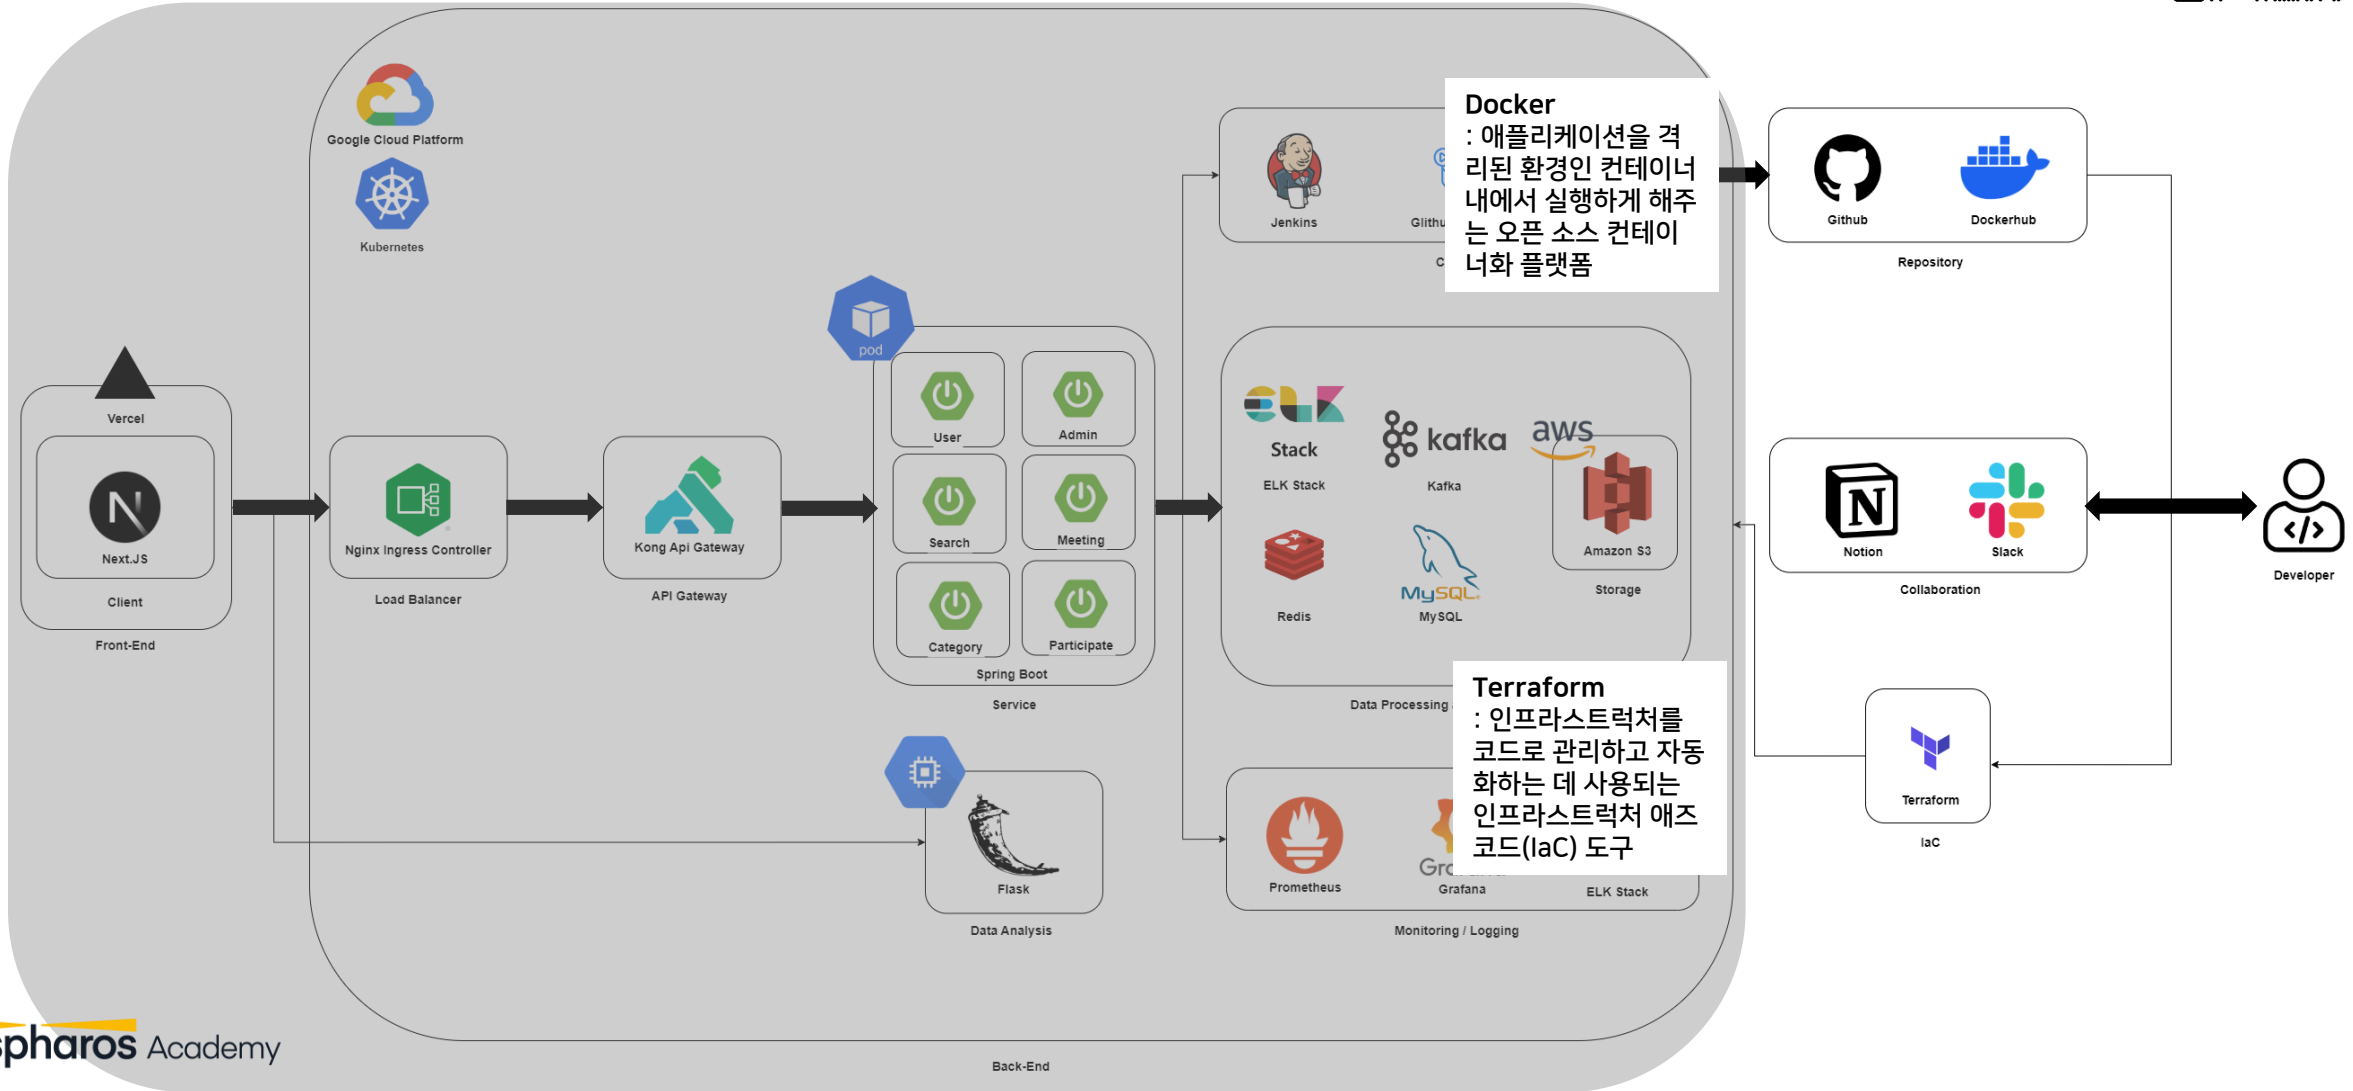 Google Cloud Platform
Kubernetes
Docker
: 애플리케이션을 격
리된 환경인 컨테이너
내에서 실행하게 해주
는 오픈 소스 컨테이
너화 플랫폼
Jenkins
Github
Dockerhub
Repository
pod
Vercel
Next.JS
Client
Front-End
Nginx Ingress Controller
Load Balancer
Kong Api Gateway
API Gateway
User
Admin
Search
Meeting
Category
Participate
Spring Boot
Service
ELK
Stack
ELK Stack
kafka
Kafka
aws
Amazon S3
Storage
Redis
MySQL
MySQL
Data Processing
Notion
Slack
Collaboration
Developer
Terraform
: 인프라스트럭처를
코드로 관리하고 자동
화하는 데 사용되는
인프라스트럭처 애즈
코드(IaC) 도구
Terraform
IaC
Flask
Data Analysis
Prometheus
Grafana
ELK Stack
Monitoring / Logging
Back-End
spharos Academy